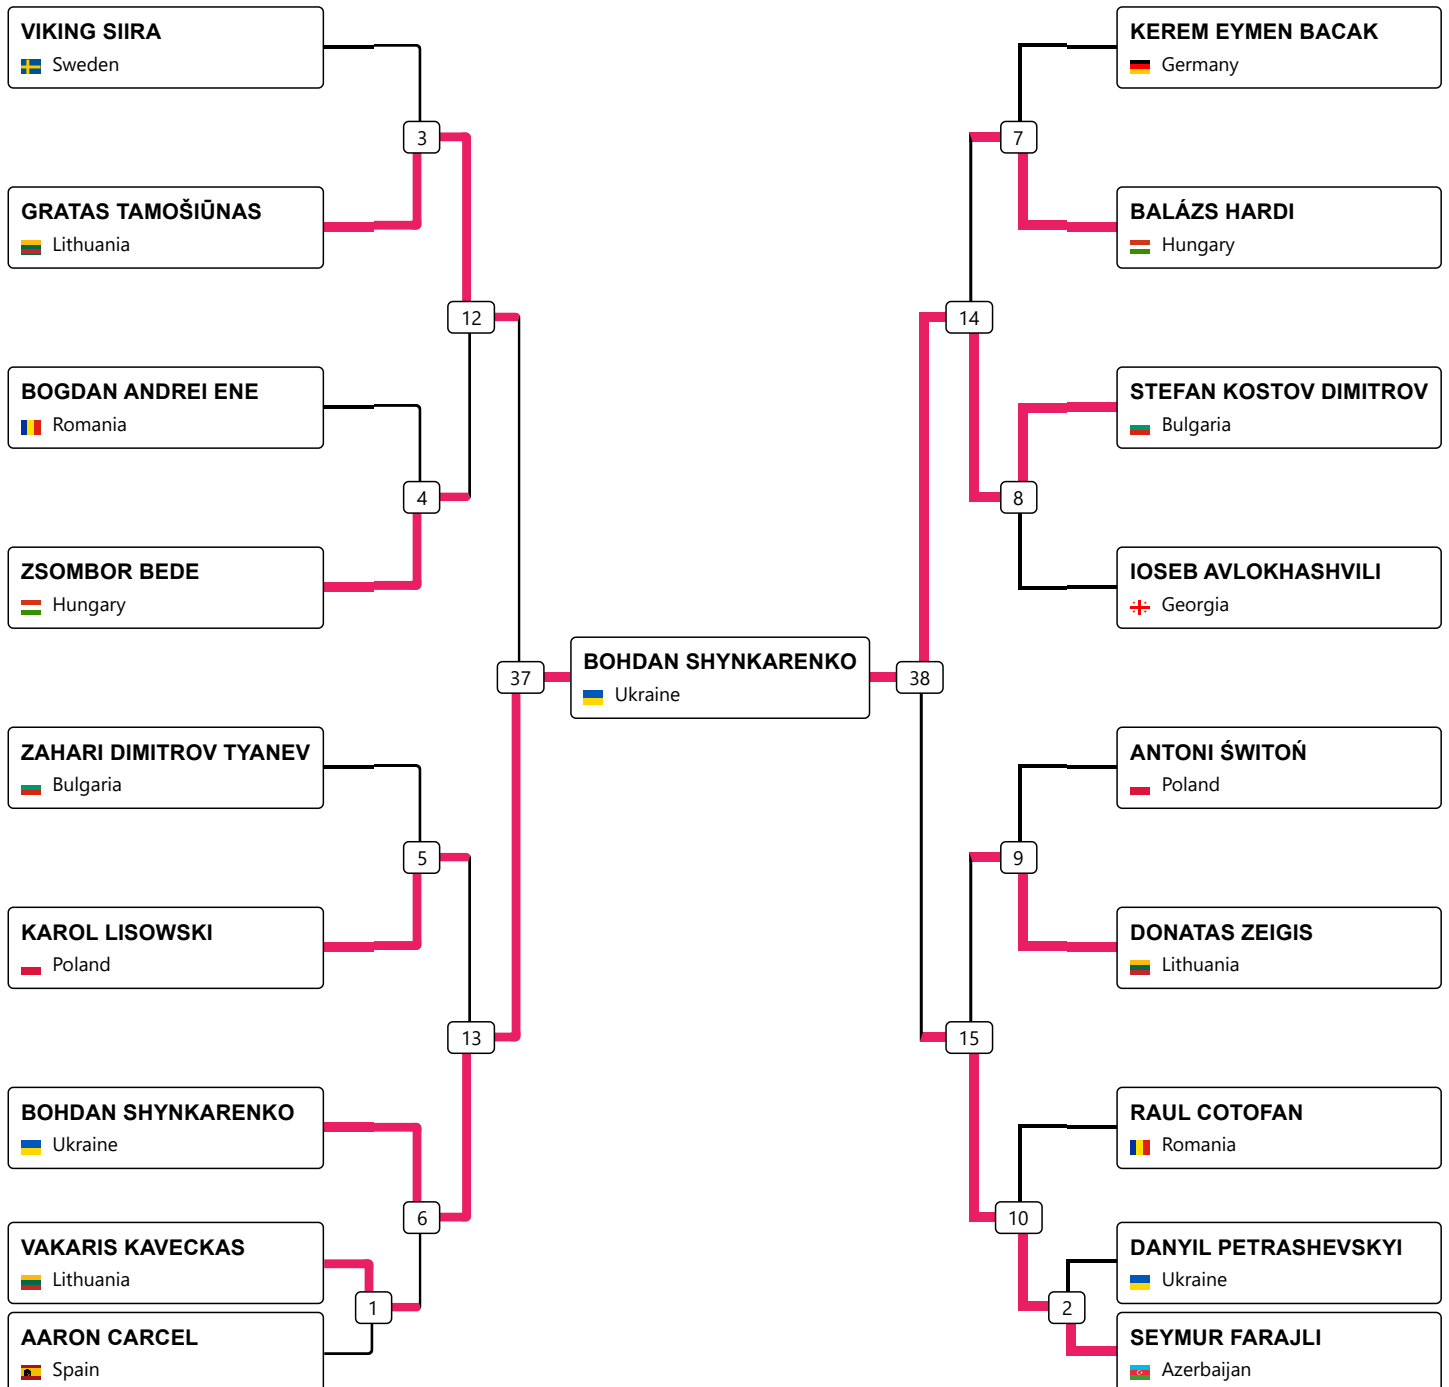 VIKING SIIRA
Sweden
3
GRATAS TAMOŠIŪNAS
Lithuania
12
BOGDAN ANDREI ENE
Romania
4
ZSOMBOR BEDE
Hungary
37
ZAHARI DIMITROV TYANEV
Bulgaria
5
KAROL LISOWSKI
Poland
13
BOHDAN SHYNKARENKO
Ukraine
6
VAKARIS KAVECKAS
Lithuania
1
AARON CARCEL
Spain
BOHDAN SHYNKARENKO
Ukraine
38
KEREM EYMEN BACAK
Germany
7
BALÁZS HARDI
Hungary
14
STEFAN KOSTOV DIMITROV
Bulgaria
8
IOSEB AVLOKHASHVILI
Georgia
ANTONI ŚWITOŃ
Poland
9
DONATAS ZEIGIS
Lithuania
15
RAUL COTOFAN
Romania
10
DANYIL PETRASHEVSKYI
Ukraine
2
SEYMUR FARAJLI
Azerbaijan